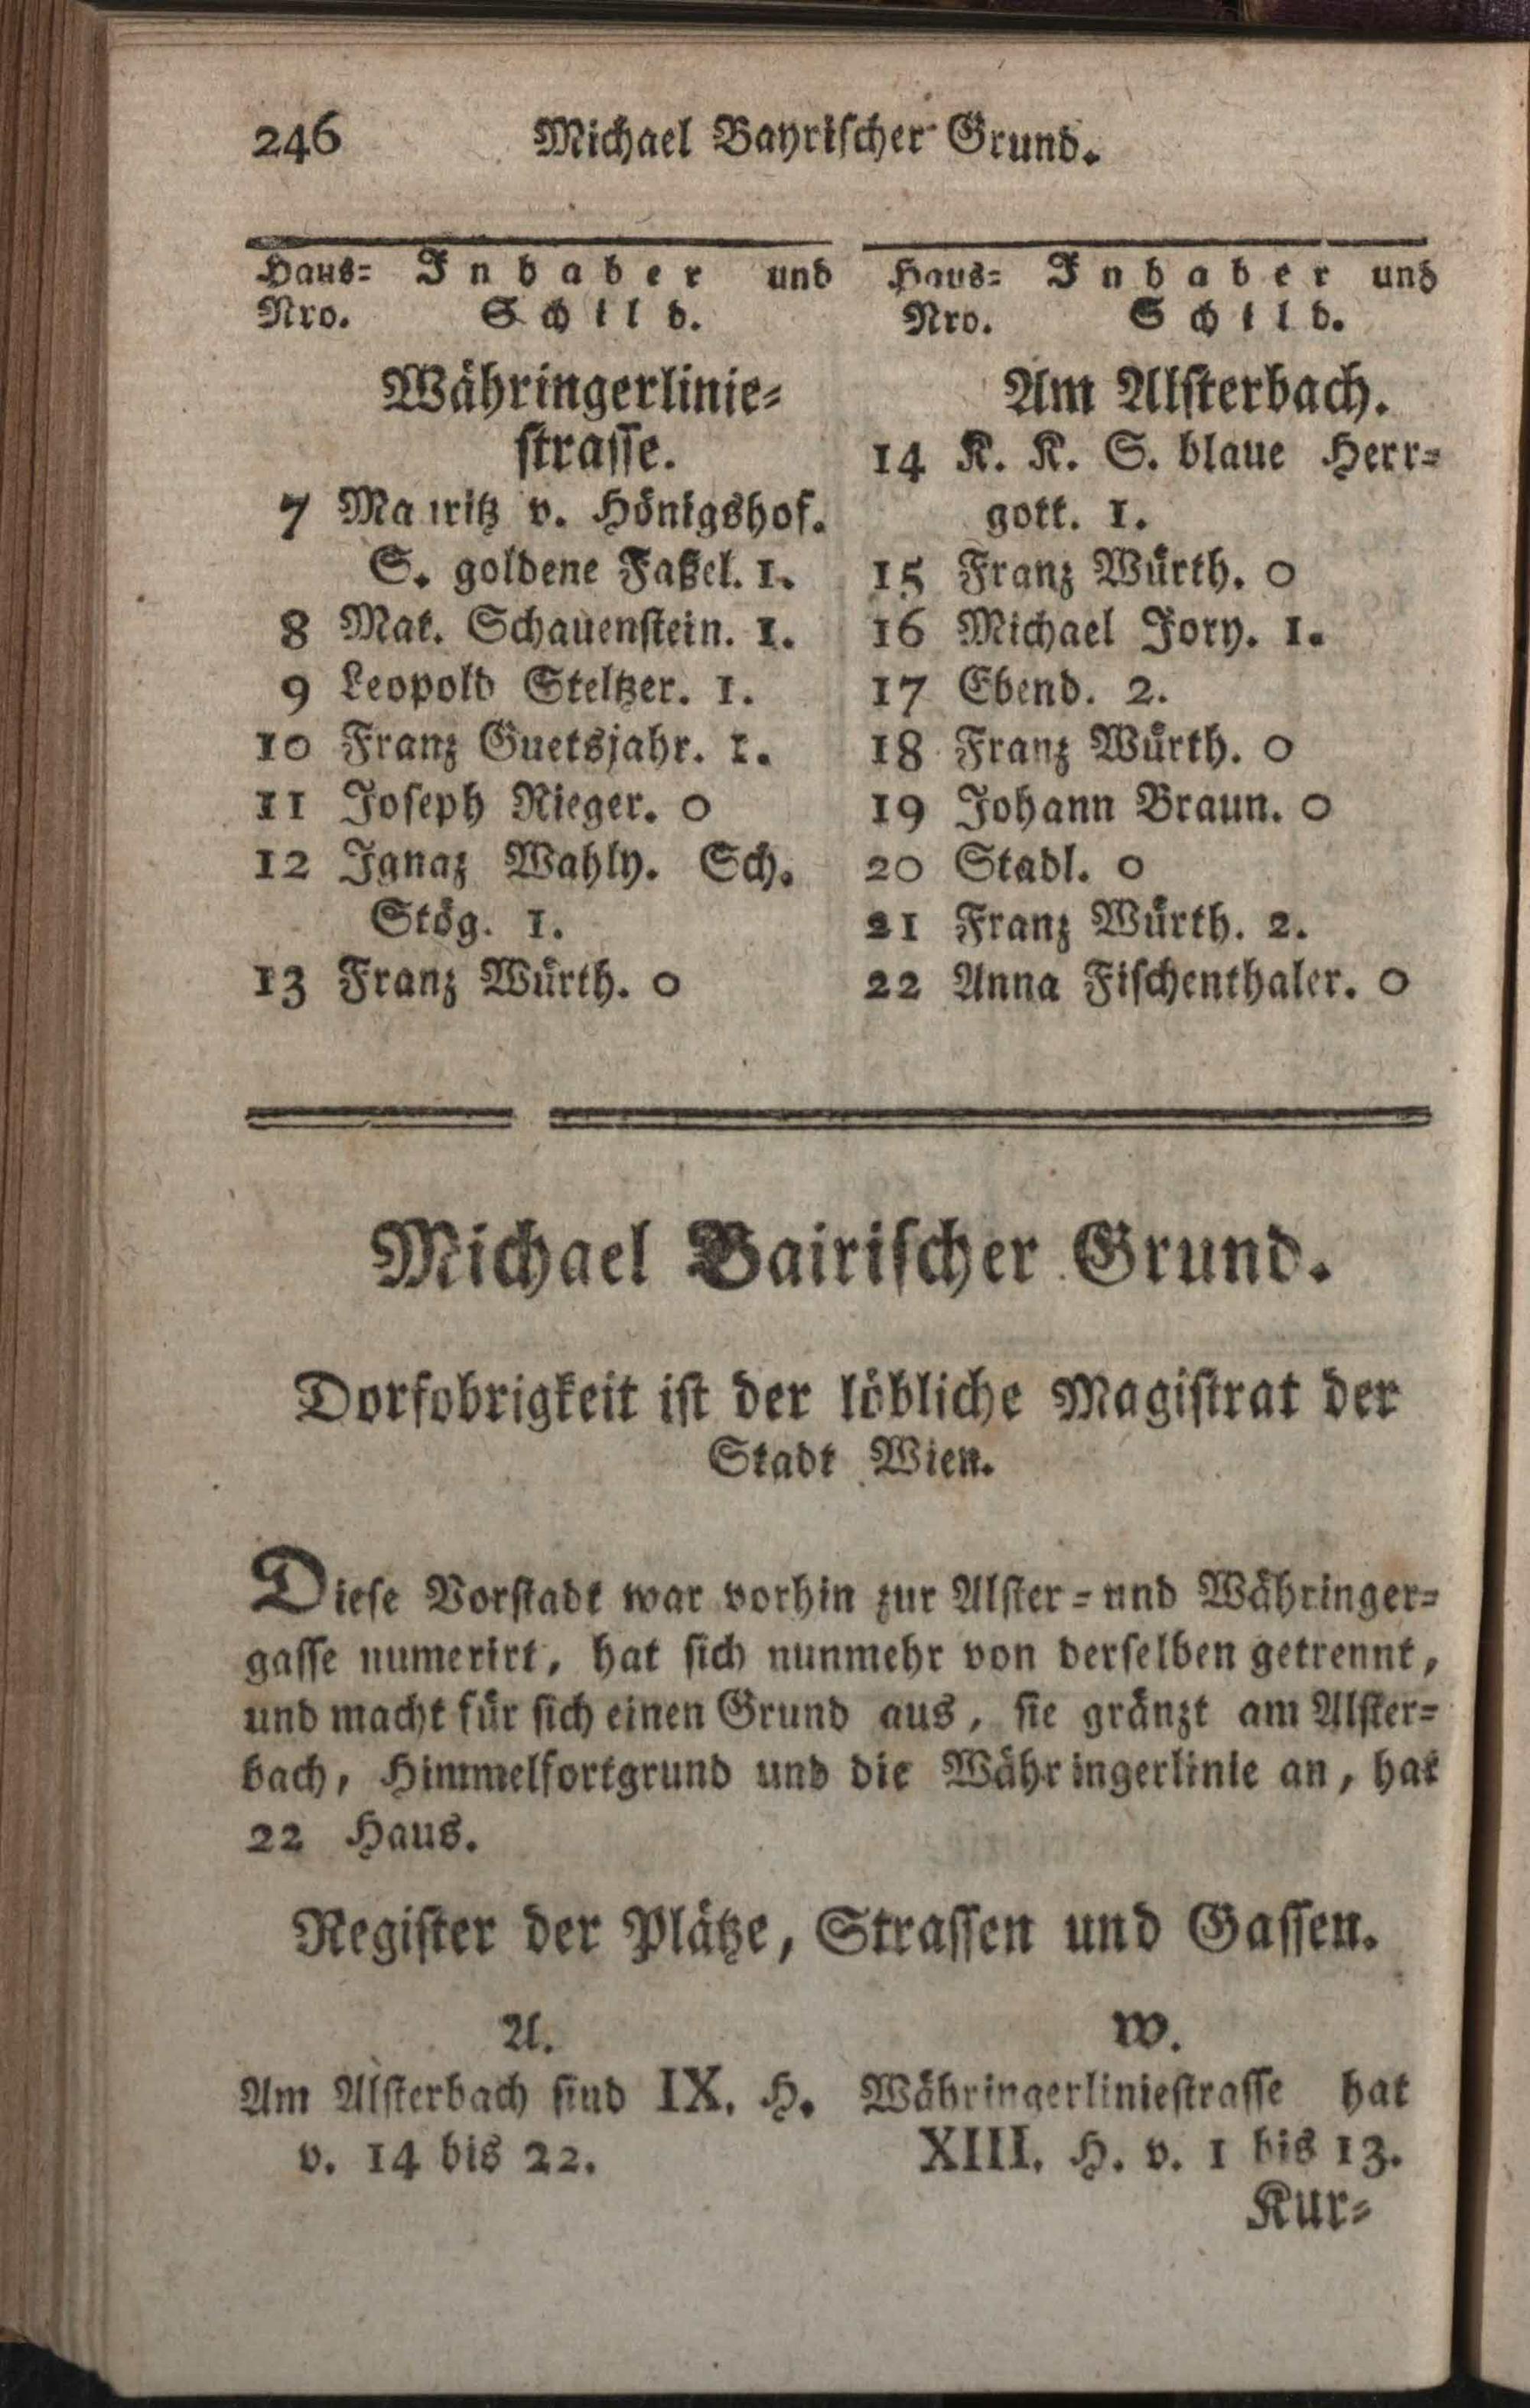 246 Michael Bayrischer Grund.
Haus= Inhaber und
Nro. Schild.
Währingerlinie=
strasse.
7 Mauritz v. Hönigshof.
S. goldene Faßel. 1.
8 Mat. Schauenstein. 1.
9 Leopold Steltzer. 1.
10 Franz Guetsjahr. 1.
11 Joseph Rieger. 0
12 Ignaz Wahly. Sch.
Stög. 1.
13 Franz Würth. 0
Haus= Inhaber und
Nro. Schild.
Am Alsterbach.
14 K. K. S. blaue Herr=
gott. 1.
15 Franz Würth. 0
16 Michael Jory. 1.
17 Ebend. 2.
18 Franz Würth. 0
19 Johann Braun. 0
20 Stadl. 0
21 Franz Würth. 2.
22 Anna Fischenthaler. 0
Michael Bairischer Grund.
Dorfobrigkeit ist der löbliche Magistrat der
Stadt Wien.
Diese Vorstadt war vorhin zur Alster= und Währinger=
gasse numerirt, hat sich nunmehr von derselben getrennt,
und macht für sich einen Grund aus, sie gränzt am Alster=
bach, Himmelfortgrund und die Währingerlinie an, hat
22 Haus.
Register der Plätze, Strassen und Gassen.
A.
Am Alsterbach sind IX. H.
v. 14 bis 22.
W.
Währingerliniestrasse hat
XIII. H. v. 1 bis 13.
Kur=